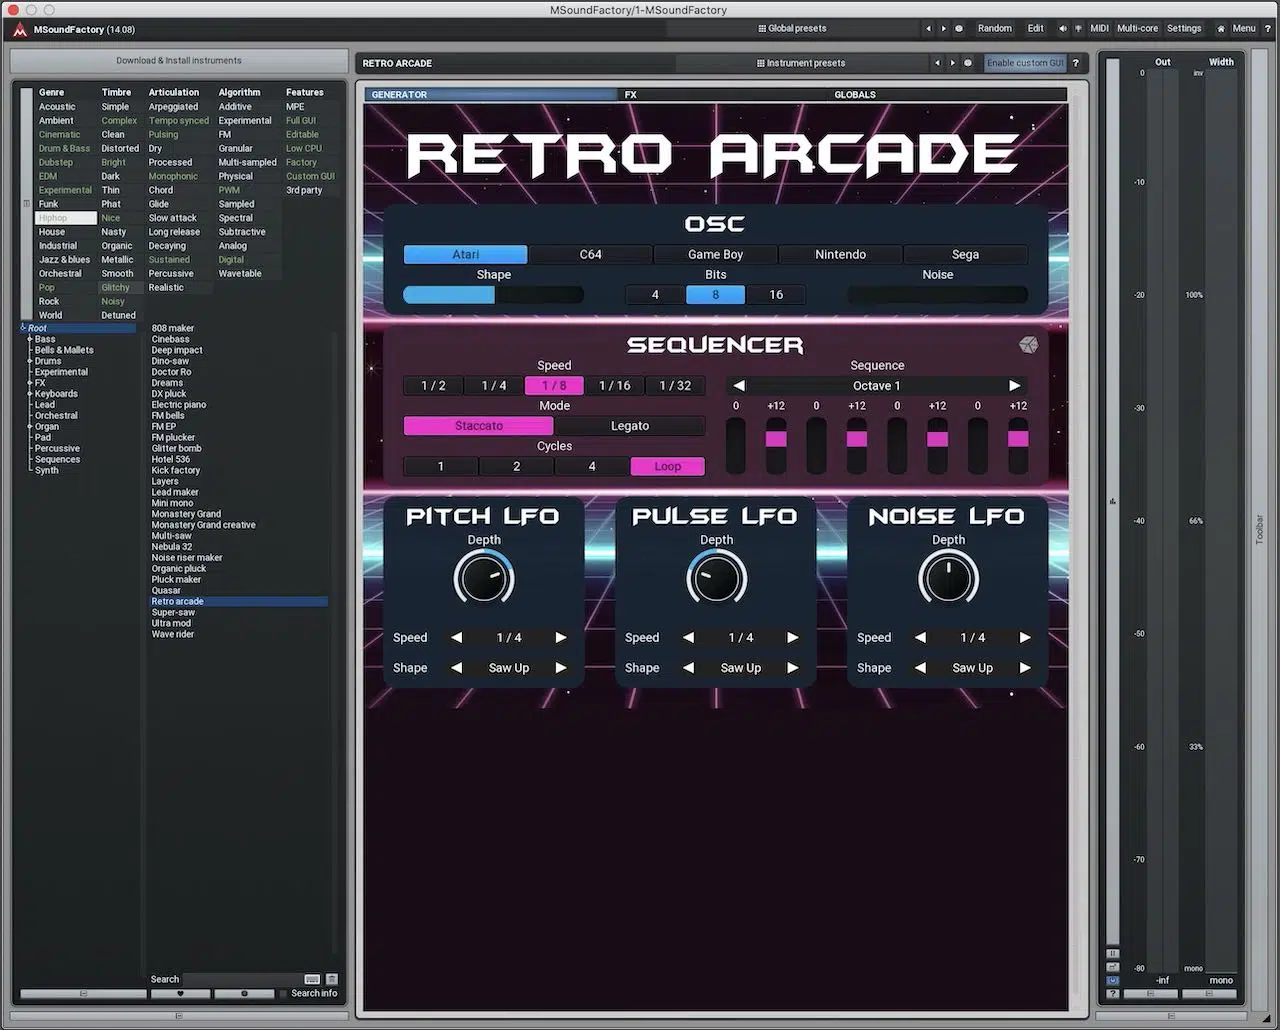 MSoundFactory/1-MSoundFactory
MSoundFactory (14.08)
Global presets
Random
Edit
MIDI
Multi-core
Settings
Menu
?
Download & Install instruments
RETRO ARCADE
Instrument presets
Enable custom GUI
?
Genre Timbre Articulation Algorithm Features
Acoustic Simple Arpeggiated Additive MPE
Ambient Complex Tempo synced Experimental Full GUI
Cinematic Clean Pulsing FM Editable
Drum & Bass Distorted Dry Granular Low CPU
Dubstep Bright Processed Multi-sampled Factory
EDM Dark Monophonic Physical Custom GUI
Experimental Thin Chord PWM 3rd party
Funk Phat Glide Sampled
Hiphop Nice Slow attack Spectral
House Nasty Long release Subtractive
Industrial Organic Decaying Analog
Jazz & blues Metallic Sustained Digital
Orchestral Smooth Percussive Wavetable
Pop Glitchy Realistic
Rock Noisy
World Detuned
Root
Bass
Bells & Mallets
Drums
Experimental
FX
Keyboards
Lead
Orchestral
Organ
Pad
Percussive
Sequences
Synth
808 maker
Cinebass
Deep impact
Dino-saw
Doctor Ro
Dreams
DX pluck
Electric piano
FM bells
FM EP
FM plucker
Glitter bomb
Hotel 536
Kick factory
Layers
Lead maker
Mini mono
Monastery Grand
Monastery Grand creative
Multi-saw
Nebula 32
Noise riser maker
Organic pluck
Pluck maker
Quasar
Retro arcade
Super-saw
Ultra mod
Wave rider
Search
Search info
GENERATOR FX GLOBALS
RETRO ARCADE
OSC
Atari C64 Game Boy Nintendo Sega
Shape Bits Noise
4 8 16
SEQUENCER
Speed
1 / 2 1 / 4 1 / 8 1 / 16 1 / 32
Mode
Staccato Legato
Cycles
1 2 4 Loop
Sequence
Octave 1
0 +12 0 +12 0 +12 0 +12
PITCH LFO
Depth
Speed 1 / 4
Shape Saw Up
PULSE LFO
Depth
Speed 1 / 4
Shape Saw Up
NOISE LFO
Depth
Speed 1 / 4
Shape Saw Up
Out Width
0 inv
-10
-20 100%
-30
-40 66%
-50
-60 33%
-70
-80 mono
-inf mono
?
Toolbar